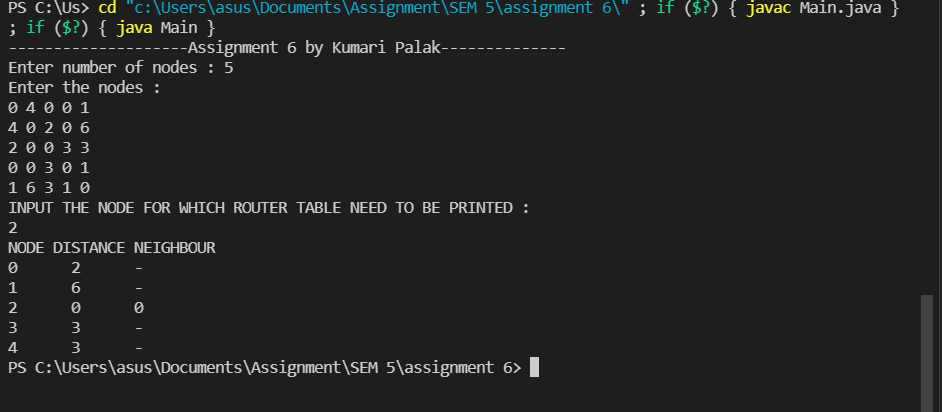 PS C:\Us> cd "c:\Users\asus\Documents\Assignment\SEM 5\assignment 6\" ; if ($?) { javac Main.java }
; if ($?) { java Main }
--------------------Assignment 6 by Kumari Palak--------------
Enter number of nodes : 5
Enter the nodes :
0 4 0 0 1
4 0 2 0 6
2 0 0 3 3
0 0 3 0 1
1 6 3 1 0
INPUT THE NODE FOR WHICH ROUTER TABLE NEED TO BE PRINTED :
2
NODE DISTANCE NEIGHBOUR
0 2 -
1 6 -
2 0 0
3 3 -
4 3 -
PS C:\Users\asus\Documents\Assignment\SEM 5\assignment 6>